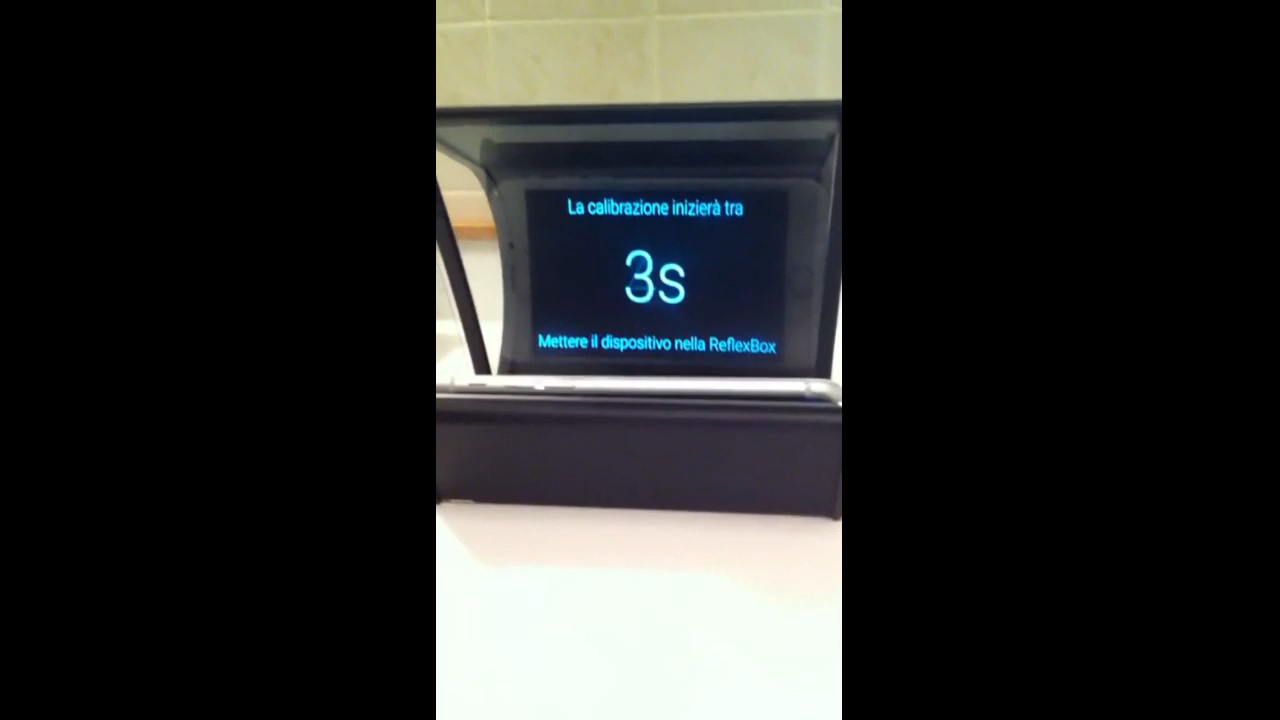 La calibrazione inizierà tra
3s
Mettere il dispositivo nella ReflexBox